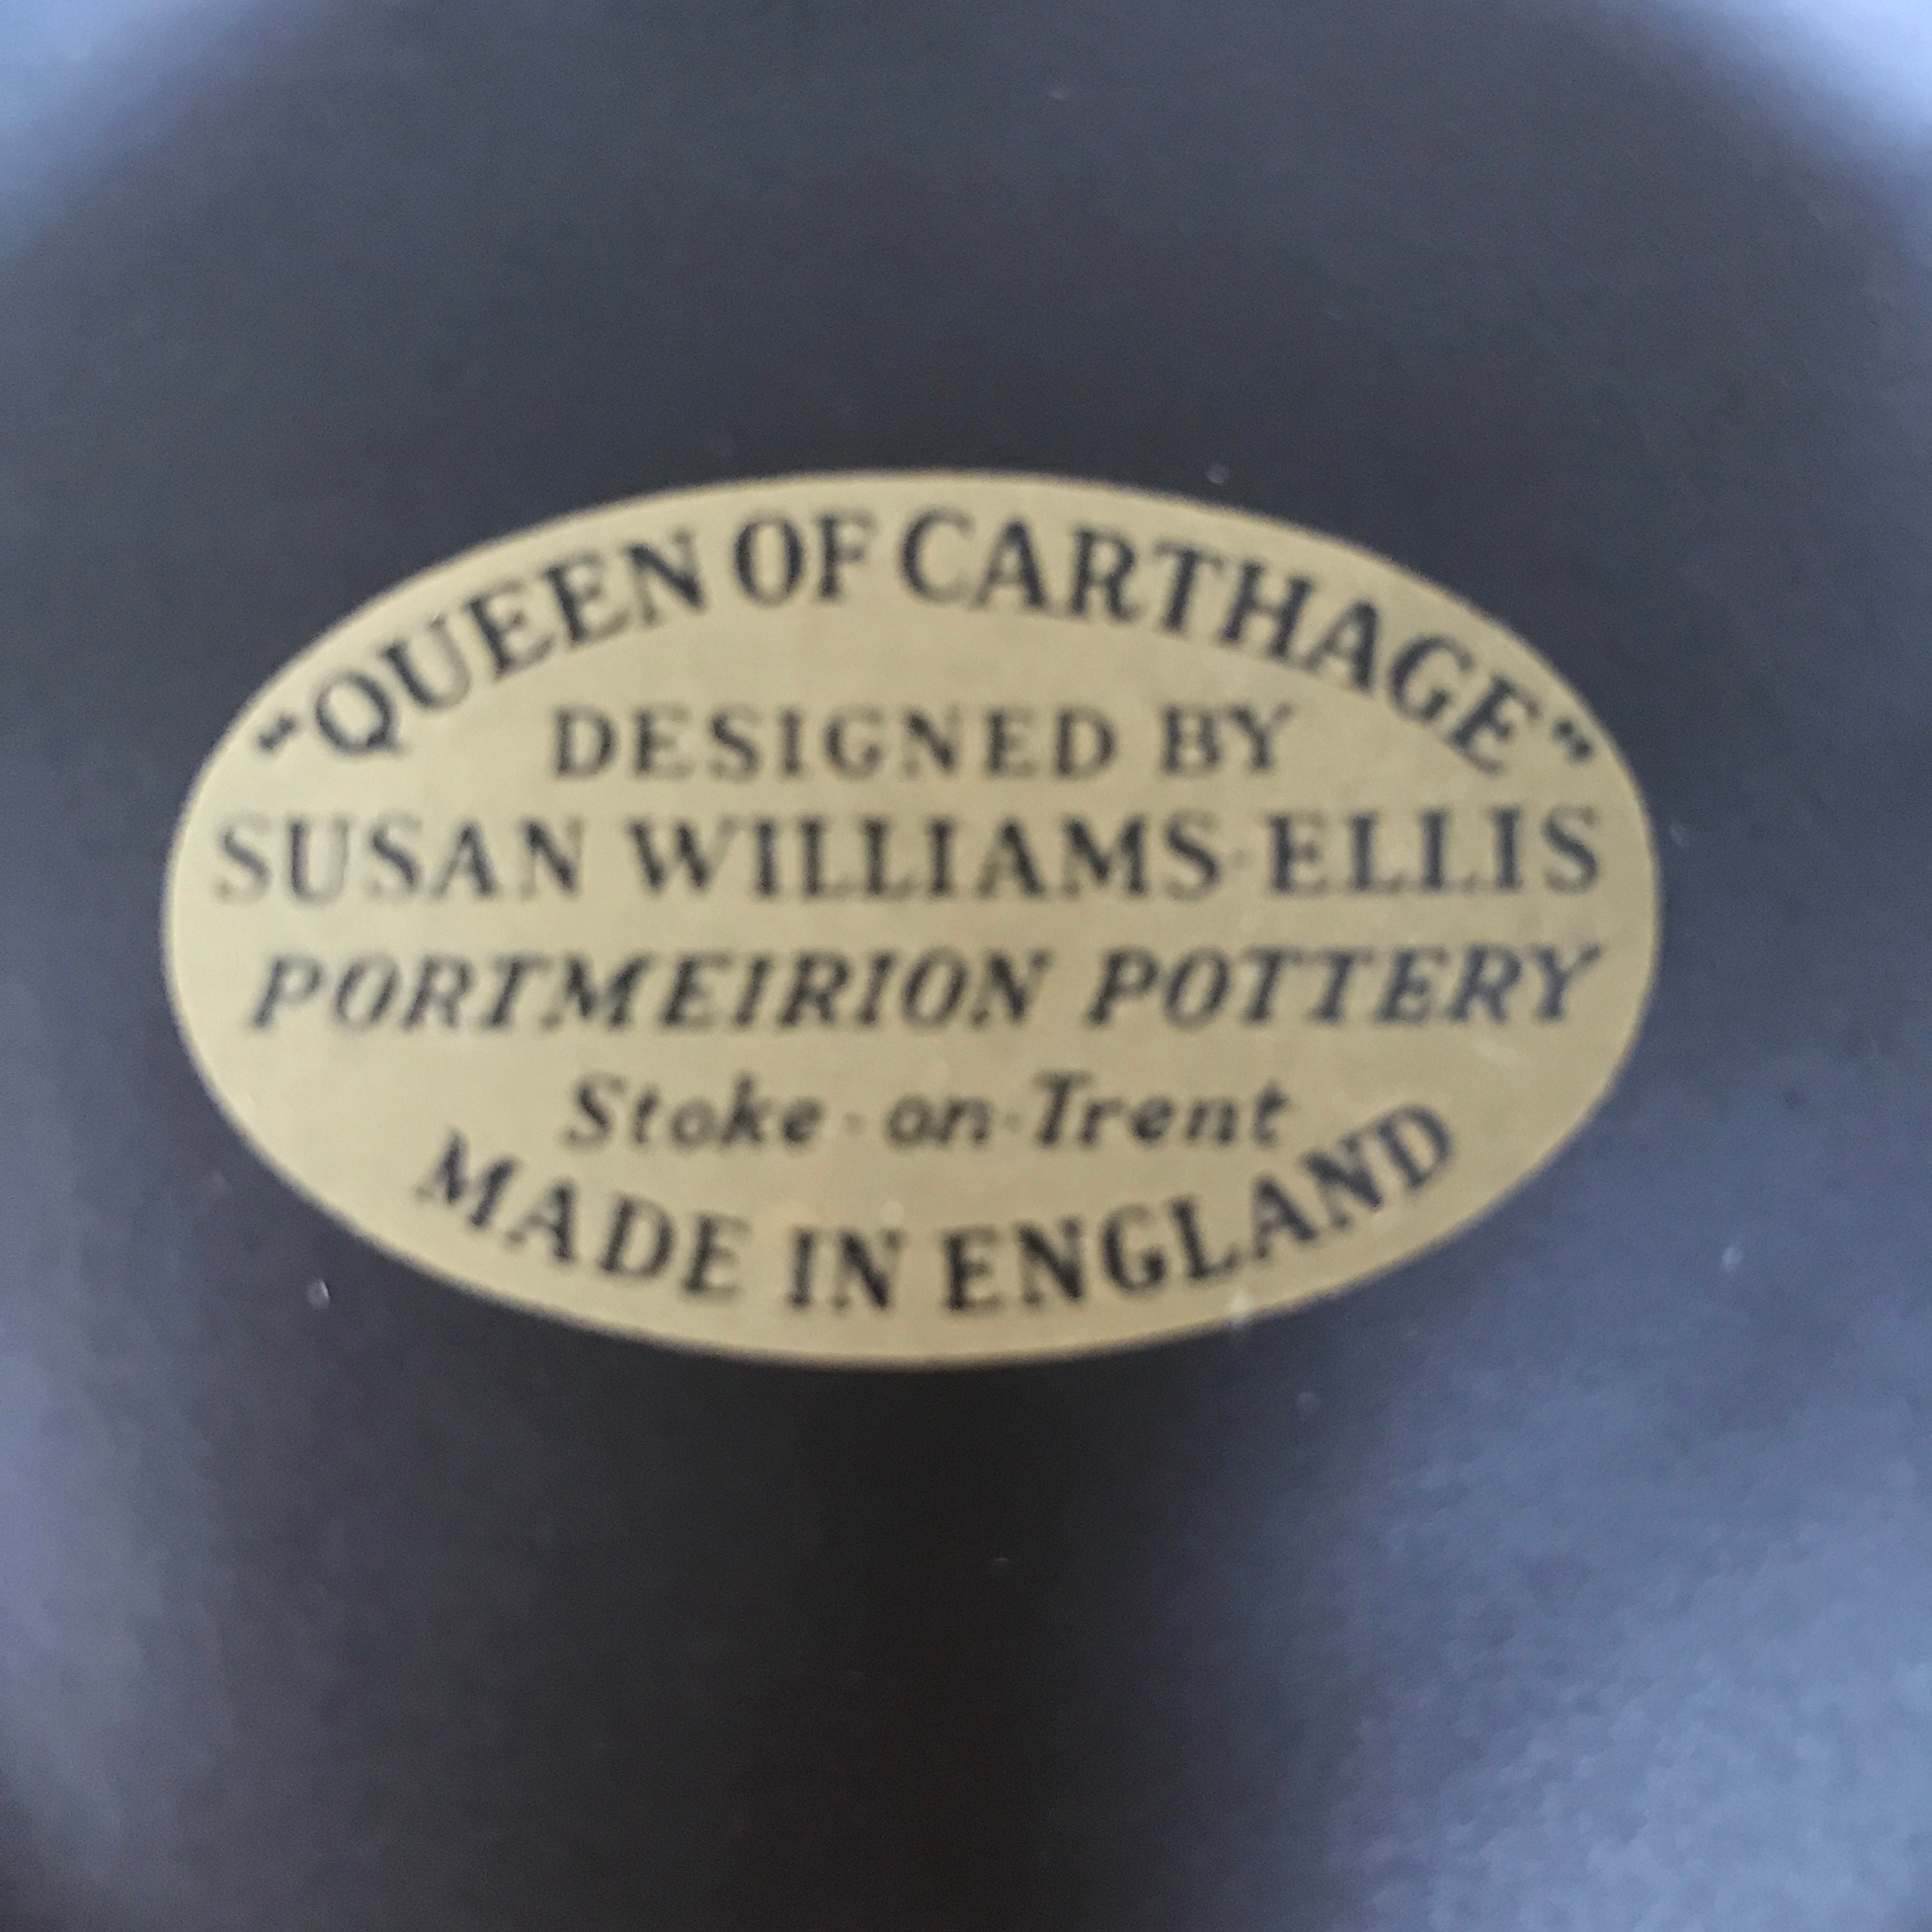 "QUEEN OF CARTHAGE"
DESIGNED BY
SUSAN WILLIAMS-ELLIS
PORTMEIRION POTTERY
Stoke-on-Trent
MADE IN ENGLAND